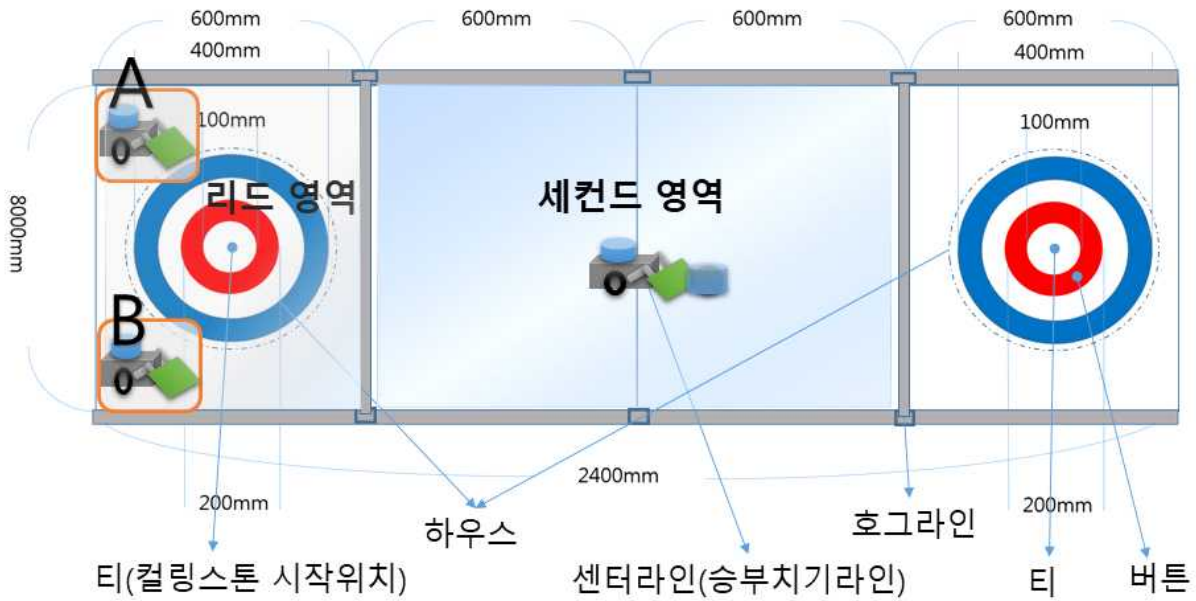 600mm
600mm
600mm
600mm
400mm
400mm
A
100mm
100mm
리드 영역
세컨드 영역
8000mm
B
2400mm
200mm
200mm
하우스
호그라인
티(컬링스톤 시작위치)
센터라인(승부치기라인)
티
버튼